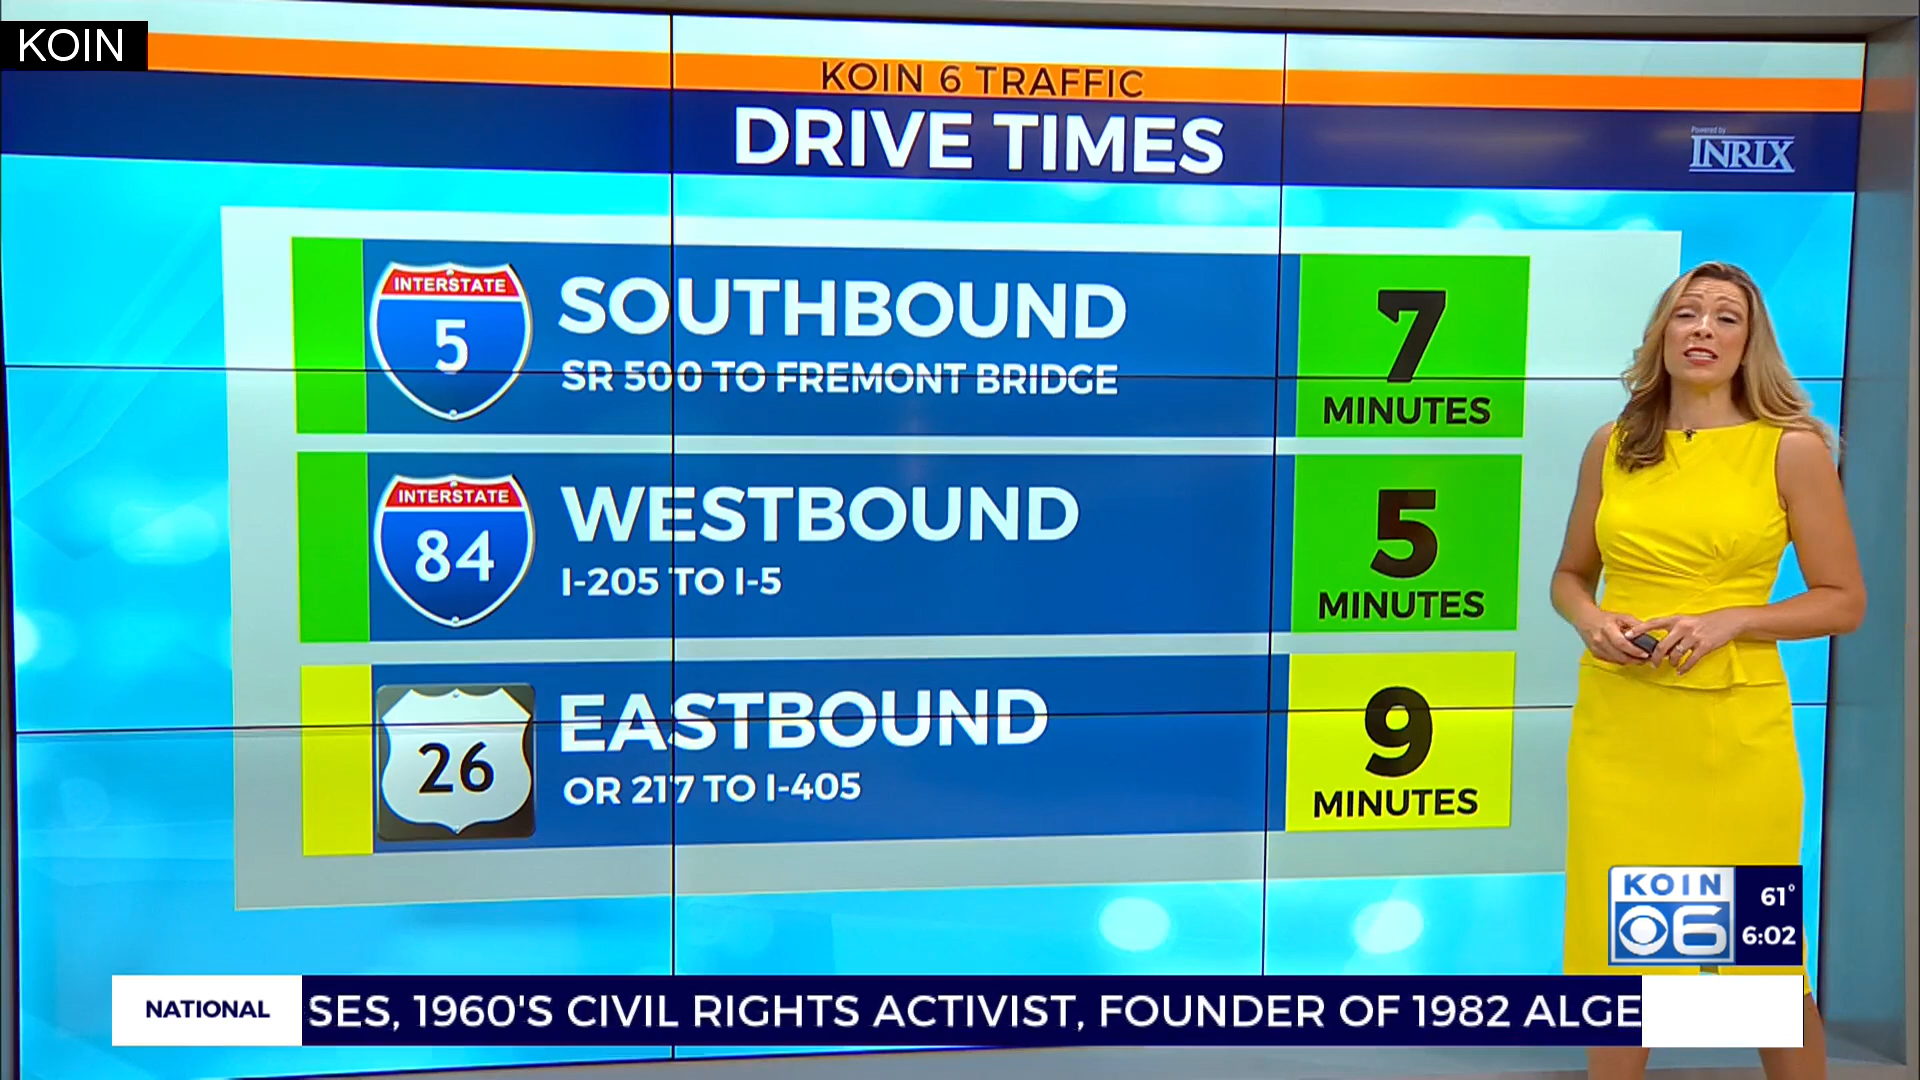 KOIN
KOIN 6 TRAFFIC
DRIVE TIMES
Powered by
INRIX
INTERSTATE
5
SOUTHBOUND
SR 500 TO FREMONT BRIDGE
7
MINUTES
INTERSTATE
84
WESTBOUND
I-205 TO I-5
5
MINUTES
26
EASTBOUND
OR 217 TO I-405
9
MINUTES
KOIN
6
61°
6:02
NATIONAL
SES, 1960'S CIVIL RIGHTS ACTIVIST, FOUNDER OF 1982 ALGE